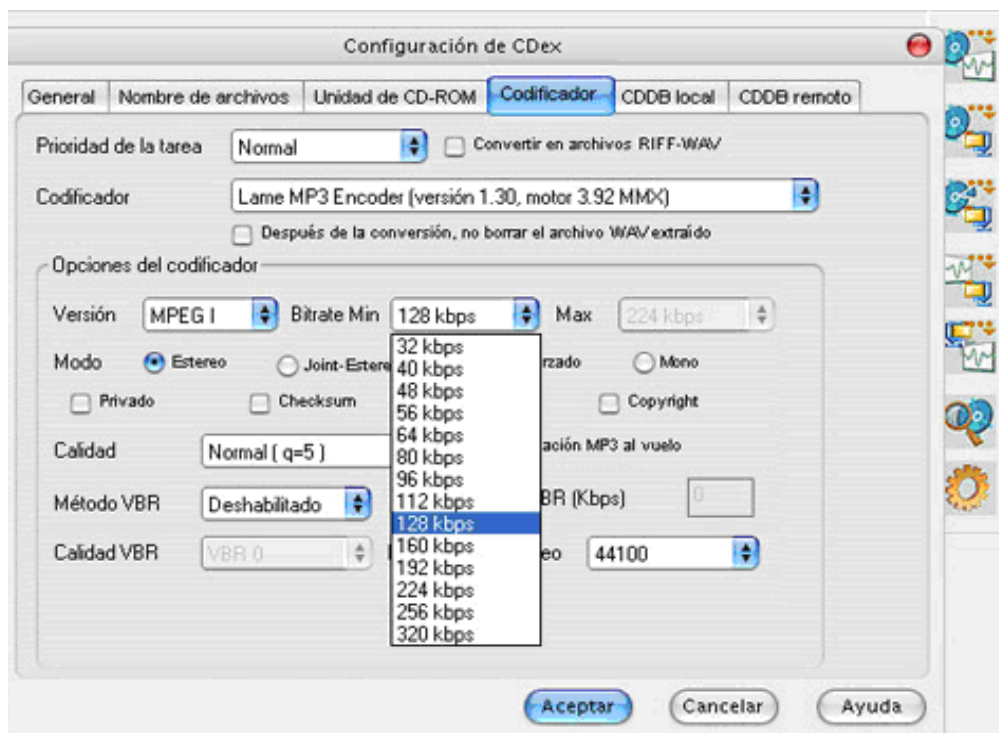 Configuración de CDex
General Nombre de archivos Unidad de CD-ROM Codificador CDDB local CDDB remoto
Prioridad de la tarea Normal Convertir en archivos RIFF-WAV
Codificador Lame MP3 Encoder (versión 1.30, motor 3.92 MMX)
Después de la conversión, no borrar el archivo WAV extraído
Opciones del codificador
Versión MPEG I Bitrate Min 128 kbps Max 224 kbps
32 kbps
Modo Estereo Joint-Estere 40 kbps rzado Mono
48 kbps
Privado Checksum 56 kbps Copyright
64 kbps
Calidad Normal ( q=5 ) 80 kbps ación MP3 al vuelo
96 kbps
Método VBR Deshabilitado 112 kbps BR (Kbps) 0
128 kbps
Calidad VBR VBR 0 160 kbps eo 44100
192 kbps
224 kbps
256 kbps
320 kbps
Aceptar Cancelar Ayuda